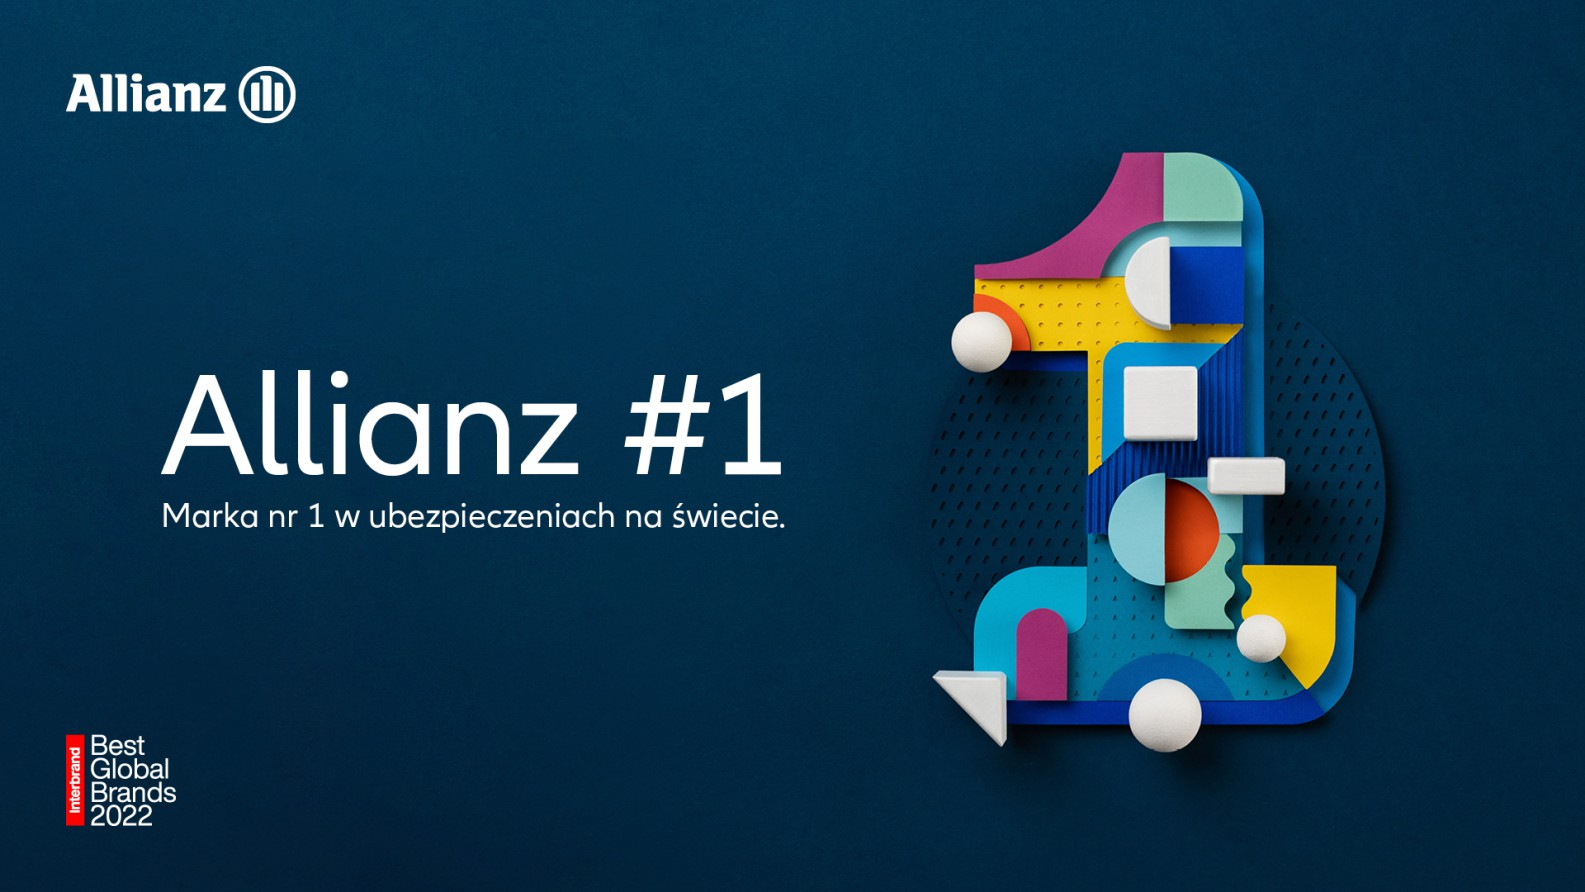 Allianz
Allianz #1
Marka nr 1 w ubezpieczeniach na świecie.
Interbrand
Best
Global
Brands
2022